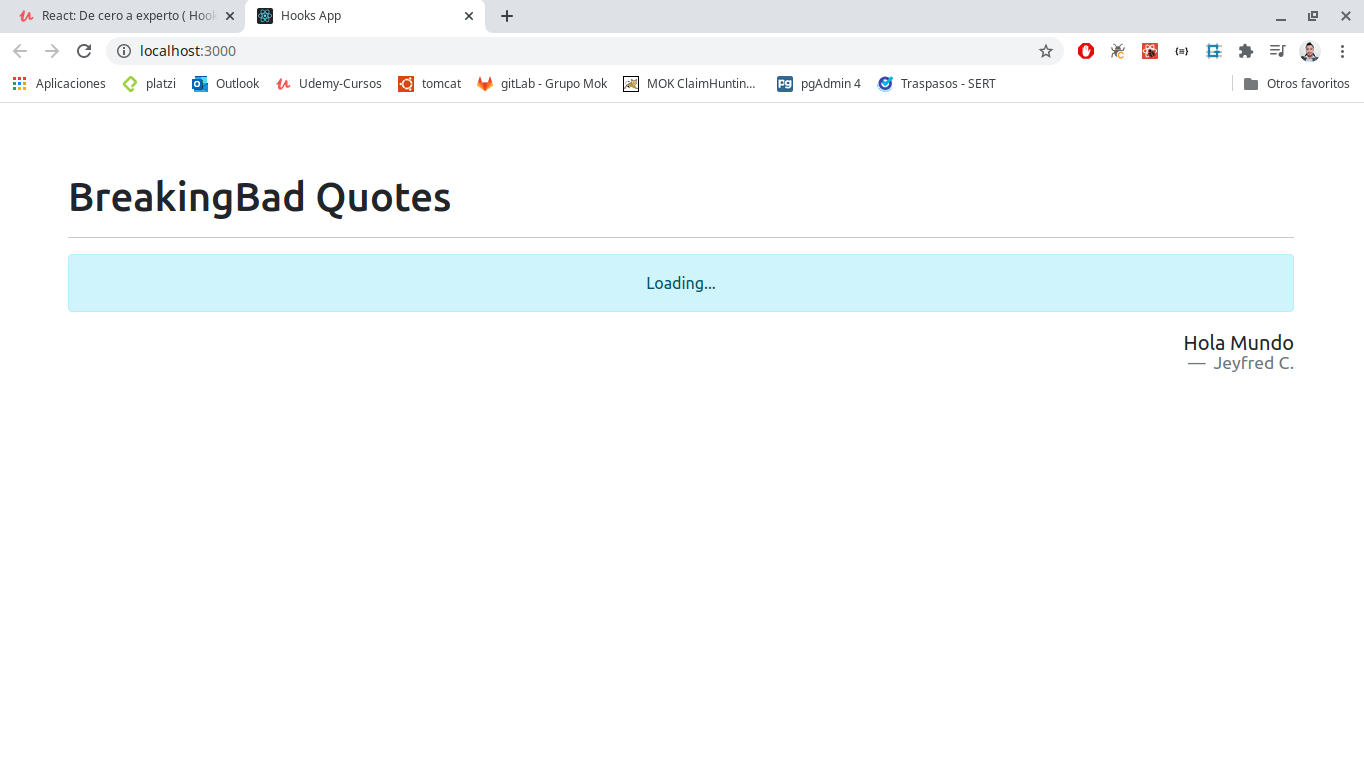 React: De cero a experto ( Hook
Hooks App
localhost:3000
Aplicaciones platzi Outlook Udemy-Cursos tomcat gitLab - Grupo Mok MOK ClaimHuntin... pgAdmin 4 Traspasos - SERT Otros favoritos
BreakingBad Quotes
Loading...
Hola Mundo
— Jeyfred C.